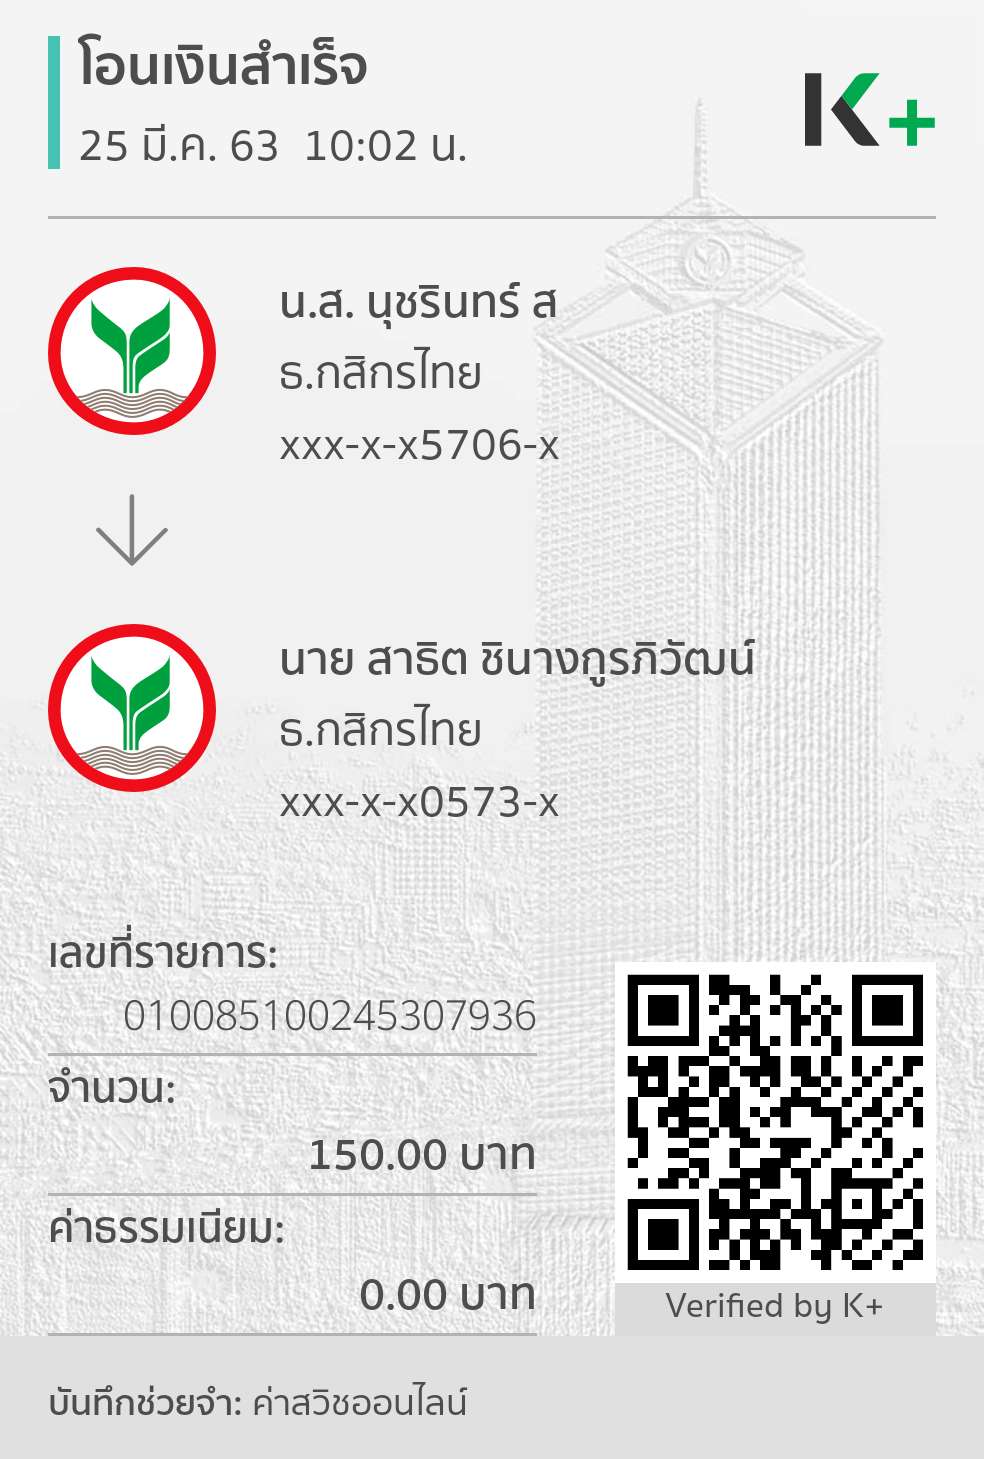 โอนเงินสำเร็จ
25 มี.ค. 63 10:02 น.
K+
น.ส. นุชรินทร์ ส
ธ.กสิกรไทย
xxx-x-x5706-x
นาย สาธิต ชินางกูรภิวัฒน์
ธ.กสิกรไทย
xxx-x-x0573-x
เลขที่รายการ:
010085100245307936
จำนวน:
150.00 บาท
ค่าธรรมเนียม:
0.00 บาท
Verified by K+
บันทึกช่วยจำ: ค่าสวิชออนไลน์